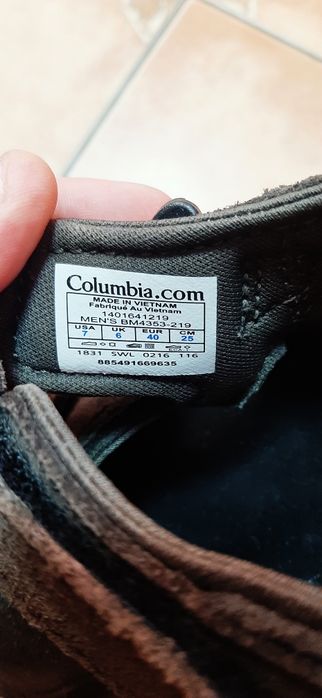 Columbia.com
MADE IN VIETNAM
Fabriqué Au Vietnam
1401641219
MEN'S BM4353-219
USA UK EUR CM
7 6 40 25
1831 SWL 0216 116
885491669635